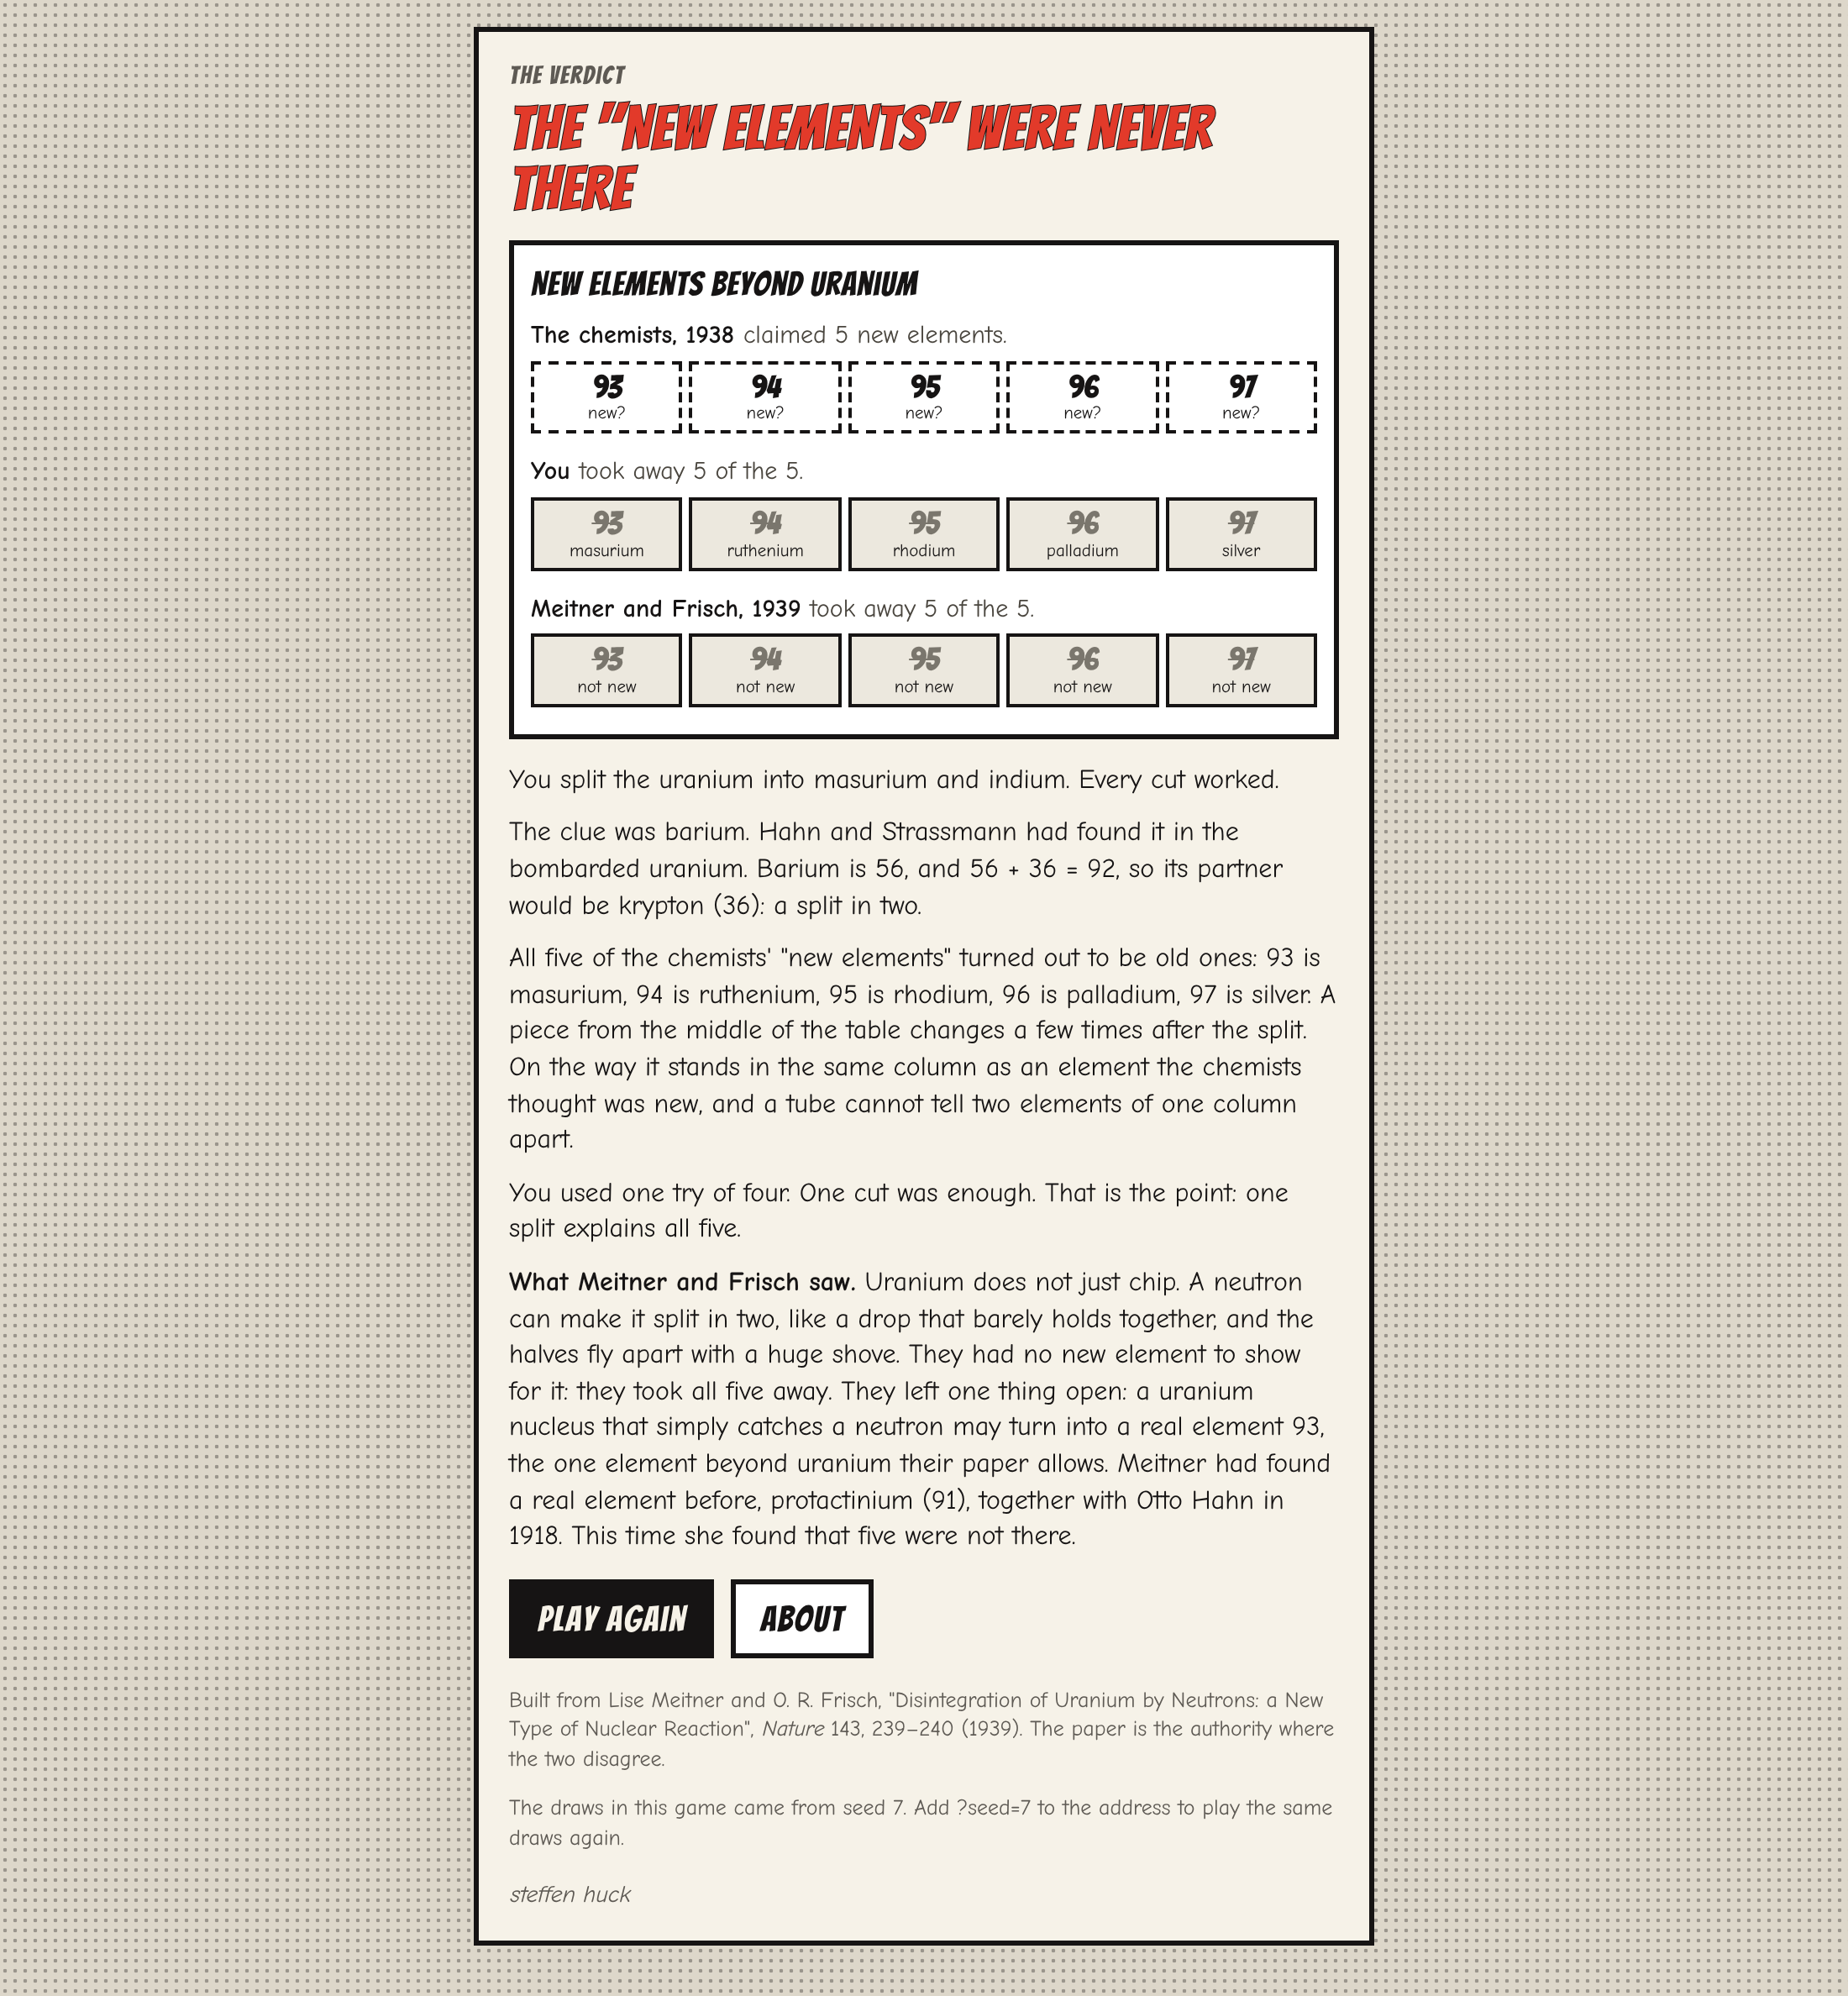 THE VERDICT
THE "NEW ELEMENTS" WERE NEVER
THERE
NEW ELEMENTS BEYOND URANIUM
The chemists, 1938 claimed 5 new elements.
93 94 95 96 97
new? new? new? new? new?
You took away 5 of the 5.
93 94 95 96 97
masurium ruthenium rhodium palladium silver
Meitner and Frisch, 1939 took away 5 of the 5.
93 94 95 96 97
not new not new not new not new not new
You split the uranium into masurium and indium. Every cut worked.
The clue was barium. Hahn and Strassmann had found it in the
bombarded uranium. Barium is 56, and 56 + 36 = 92, so its partner
would be krypton (36): a split in two.
All five of the chemists' "new elements" turned out to be old ones: 93 is
masurium, 94 is ruthenium, 95 is rhodium, 96 is palladium, 97 is silver. A
piece from the middle of the table changes a few times after the split.
On the way it stands in the same column as an element the chemists
thought was new, and a tube cannot tell two elements of one column
apart.
You used one try of four. One cut was enough. That is the point: one
split explains all five.
What Meitner and Frisch saw. Uranium does not just chip. A neutron
can make it split in two, like a drop that barely holds together, and the
halves fly apart with a huge shove. They had no new element to show
for it: they took all five away. They left one thing open: a uranium
nucleus that simply catches a neutron may turn into a real element 93,
the one element beyond uranium their paper allows. Meitner had found
a real element before, protactinium (91), together with Otto Hahn in
1918. This time she found that five were not there.
PLAY AGAIN ABOUT
Built from Lise Meitner and O. R. Frisch, "Disintegration of Uranium by Neutrons: a New
Type of Nuclear Reaction", Nature 143, 239–240 (1939). The paper is the authority where
the two disagree.
The draws in this game came from seed 7. Add ?seed=7 to the address to play the same
draws again.
steffen huck